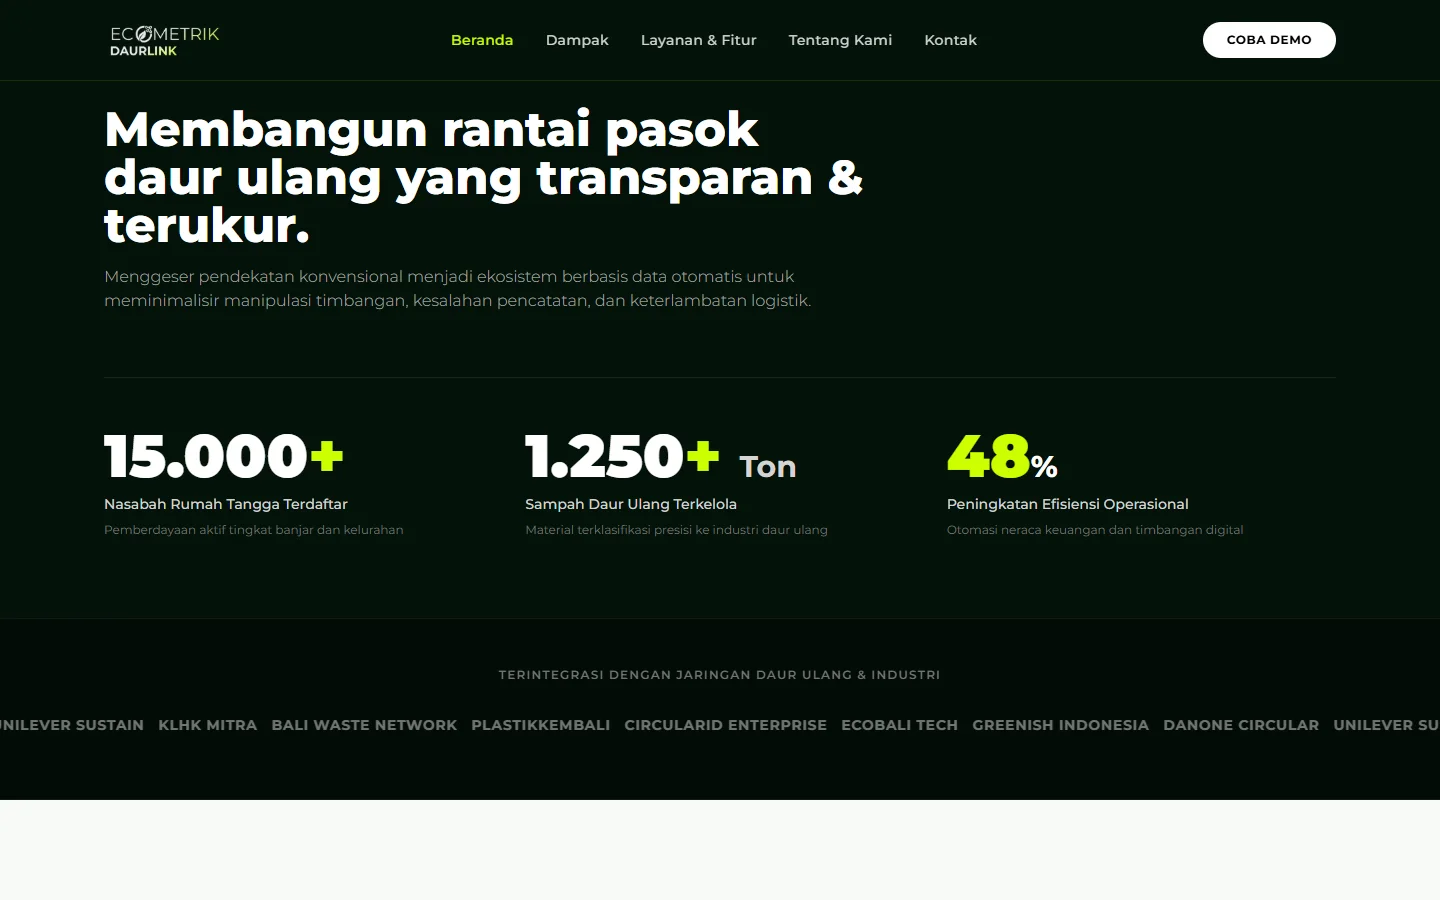 ECOMETRIK
DAURLINK
Beranda Dampak Layanan & Fitur Tentang Kami Kontak
COBA DEMO
Membangun rantai pasok
daur ulang yang transparan &
terukur.
Menggeser pendekatan konvensional menjadi ekosistem berbasis data otomatis untuk
meminimalisir manipulasi timbangan, kesalahan pencatatan, dan keterlambatan logistik.
15.000+
Nasabah Rumah Tangga Terdaftar
Pemberdayaan aktif tingkat banjar dan kelurahan
1.250+ Ton
Sampah Daur Ulang Terkelola
Material terklasifikasi presisi ke industri daur ulang
48%
Peningkatan Efisiensi Operasional
Otomasi neraca keuangan dan timbangan digital
TERINTEGRASI DENGAN JARINGAN DAUR ULANG & INDUSTRI
UNILEVER SUSTAIN KLHK MITRA BALI WASTE NETWORK PLASTIKKEMBALI CIRCULARID ENTERPRISE ECOBALI TECH GREENISH INDONESIA DANONE CIRCULAR UNILEVER SU